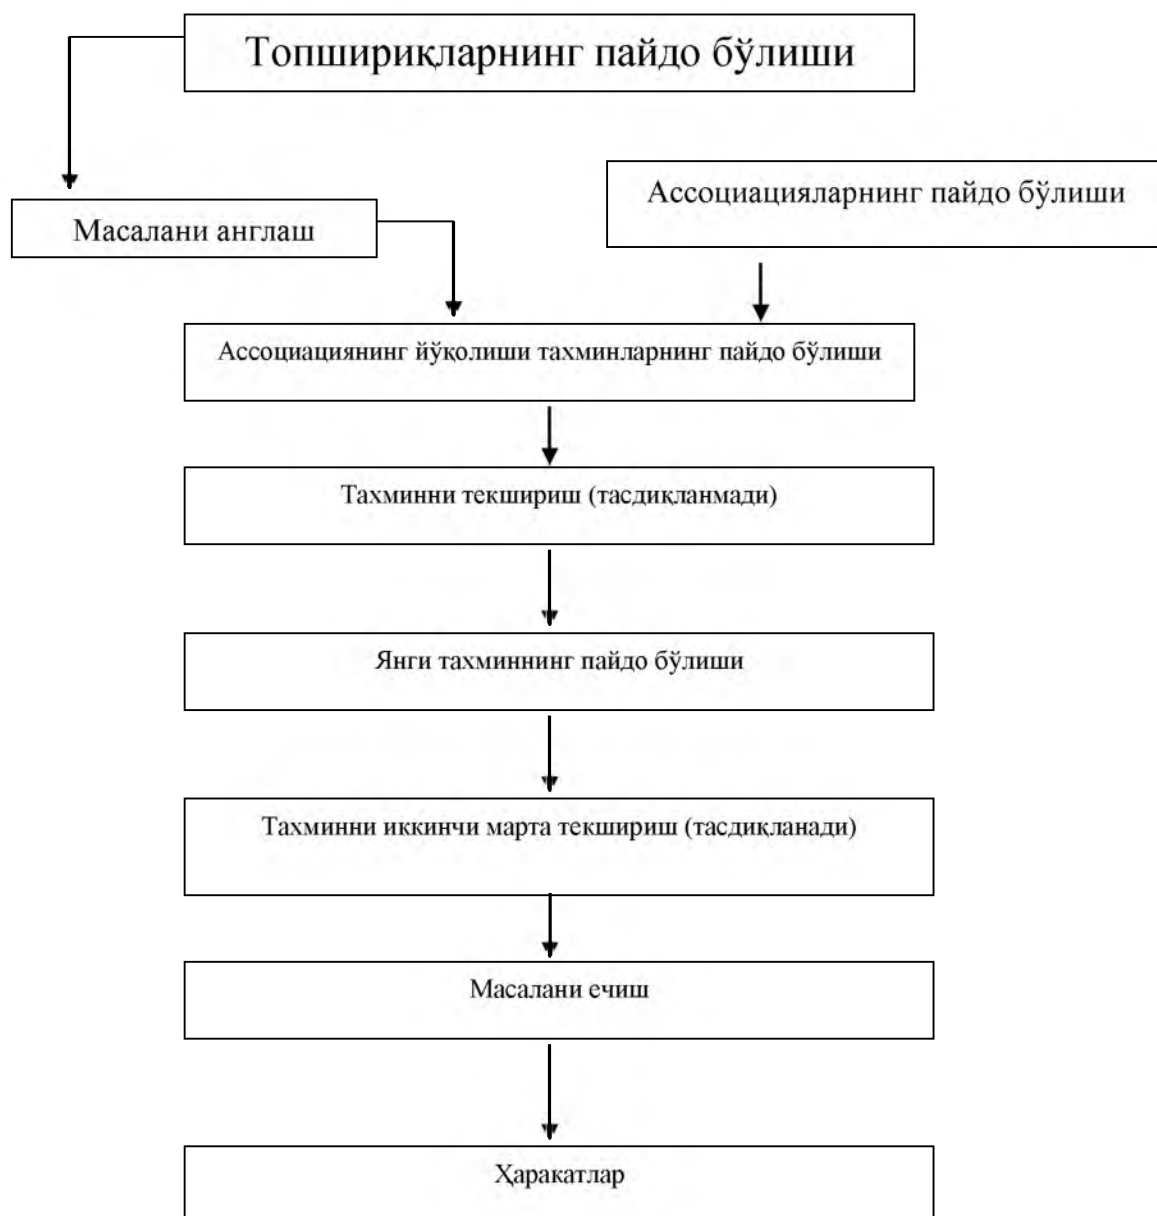 Топшириқларнинг пайдо бўлиши
Ассоциацияларнинг пайдо бўлиши
Масалани англаш
Ассоциациянинг йўқолиши тахминларнинг пайдо бўлиши
Тахминни текшириш (тасдиқланмади)
Янги тахминнинг пайдо бўлиши
Тахминни иккинчи марта текшириш (тасдиқланади)
Масалани ечиш
Ҳаракатлар